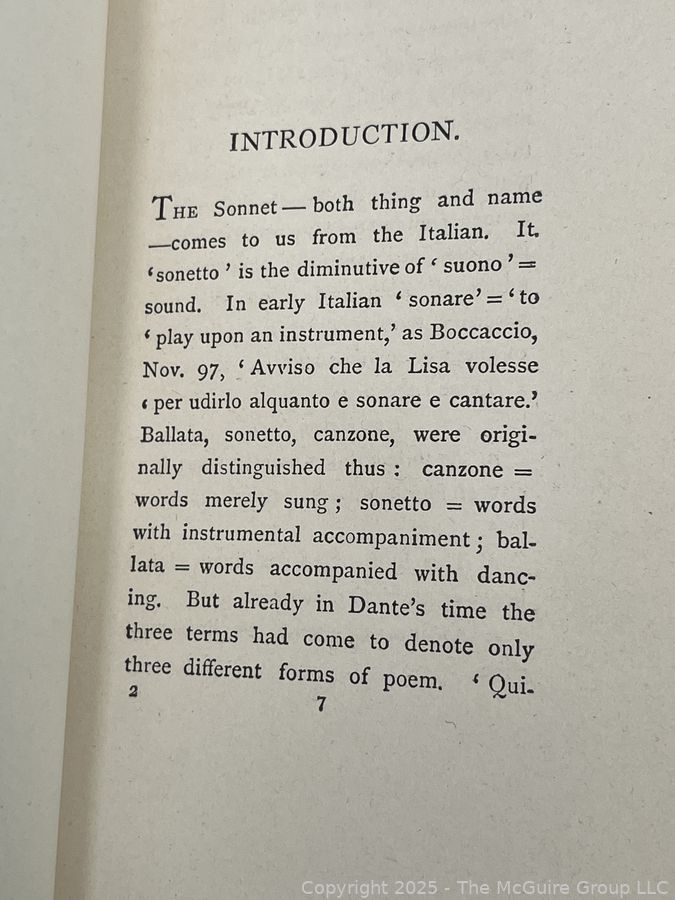 INTRODUCTION.
THE Sonnet — both thing and name
—comes to us from the Italian. It.
‘sonetto’ is the diminutive of ‘suono’ =
sound. In early Italian ‘sonare’ = ‘to
‘play upon an instrument,’ as Boccaccio,
Nov. 97, ‘Avviso che la Lisa volesse
‘per udirlo alquanto e sonare e cantare.’
Ballata, sonetto, canzone, were origi-
nally distinguished thus : canzone =
words merely sung ; sonetto = words
with instrumental accompaniment ; bal-
lata = words accompanied with danc-
ing. But already in Dante’s time the
three terms had come to denote only
three different forms of poem. ‘Qui-
2
7
Copyright 2025 - The McGuire Group LLC